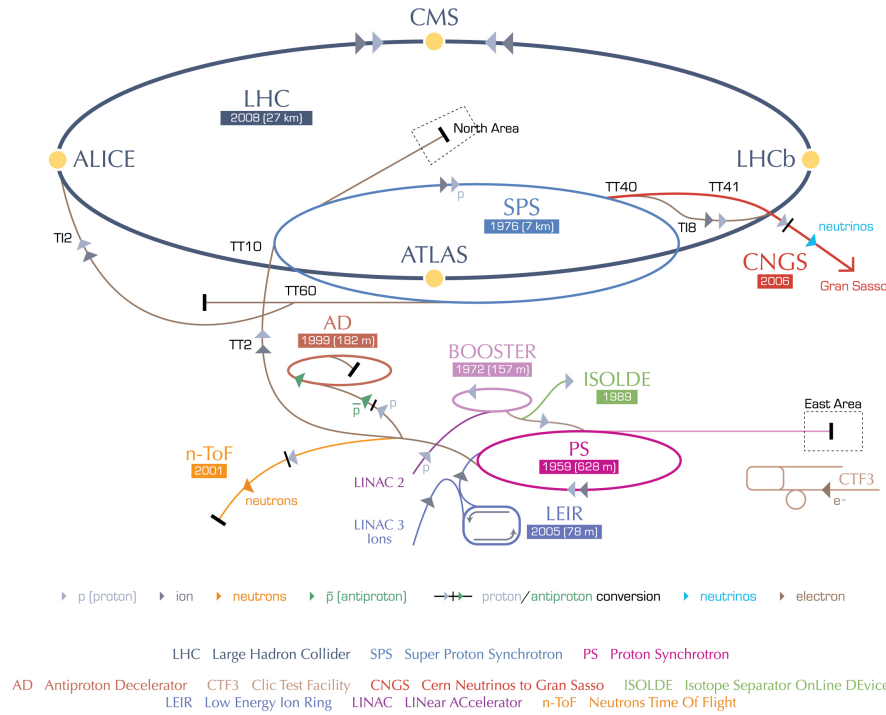 CMS
LHC
2008 (27 km)
North Area
ALICE
LHCb
TT40
TT41
p
SPS
1976 (7 km)
TI8
neutrinos
TI2
TT10
ATLAS
CNGS
2006
Gran Sasso
TT60
AD
1999 (182 m)
TT2
BOOSTER
1972 (157 m)
ISOLDE
1989
p̅
p
East Area
n-ToF
2001
neutrons
LINAC 2
p
PS
1959 (628 m)
CTF3
e-
LINAC 3
Ions
LEIR
2005 (78 m)
p (proton) ion neutrons p̅ (antiproton) proton/antiproton conversion neutrinos electron
LHC Large Hadron Collider SPS Super Proton Synchrotron PS Proton Synchrotron
AD Antiproton Decelerator CTF3 Clic Test Facility CNGS Cern Neutrinos to Gran Sasso ISOLDE Isotope Separator OnLine DEvice
LEIR Low Energy Ion Ring LINAC LINear ACcelerator n-ToF Neutrons Time Of Flight